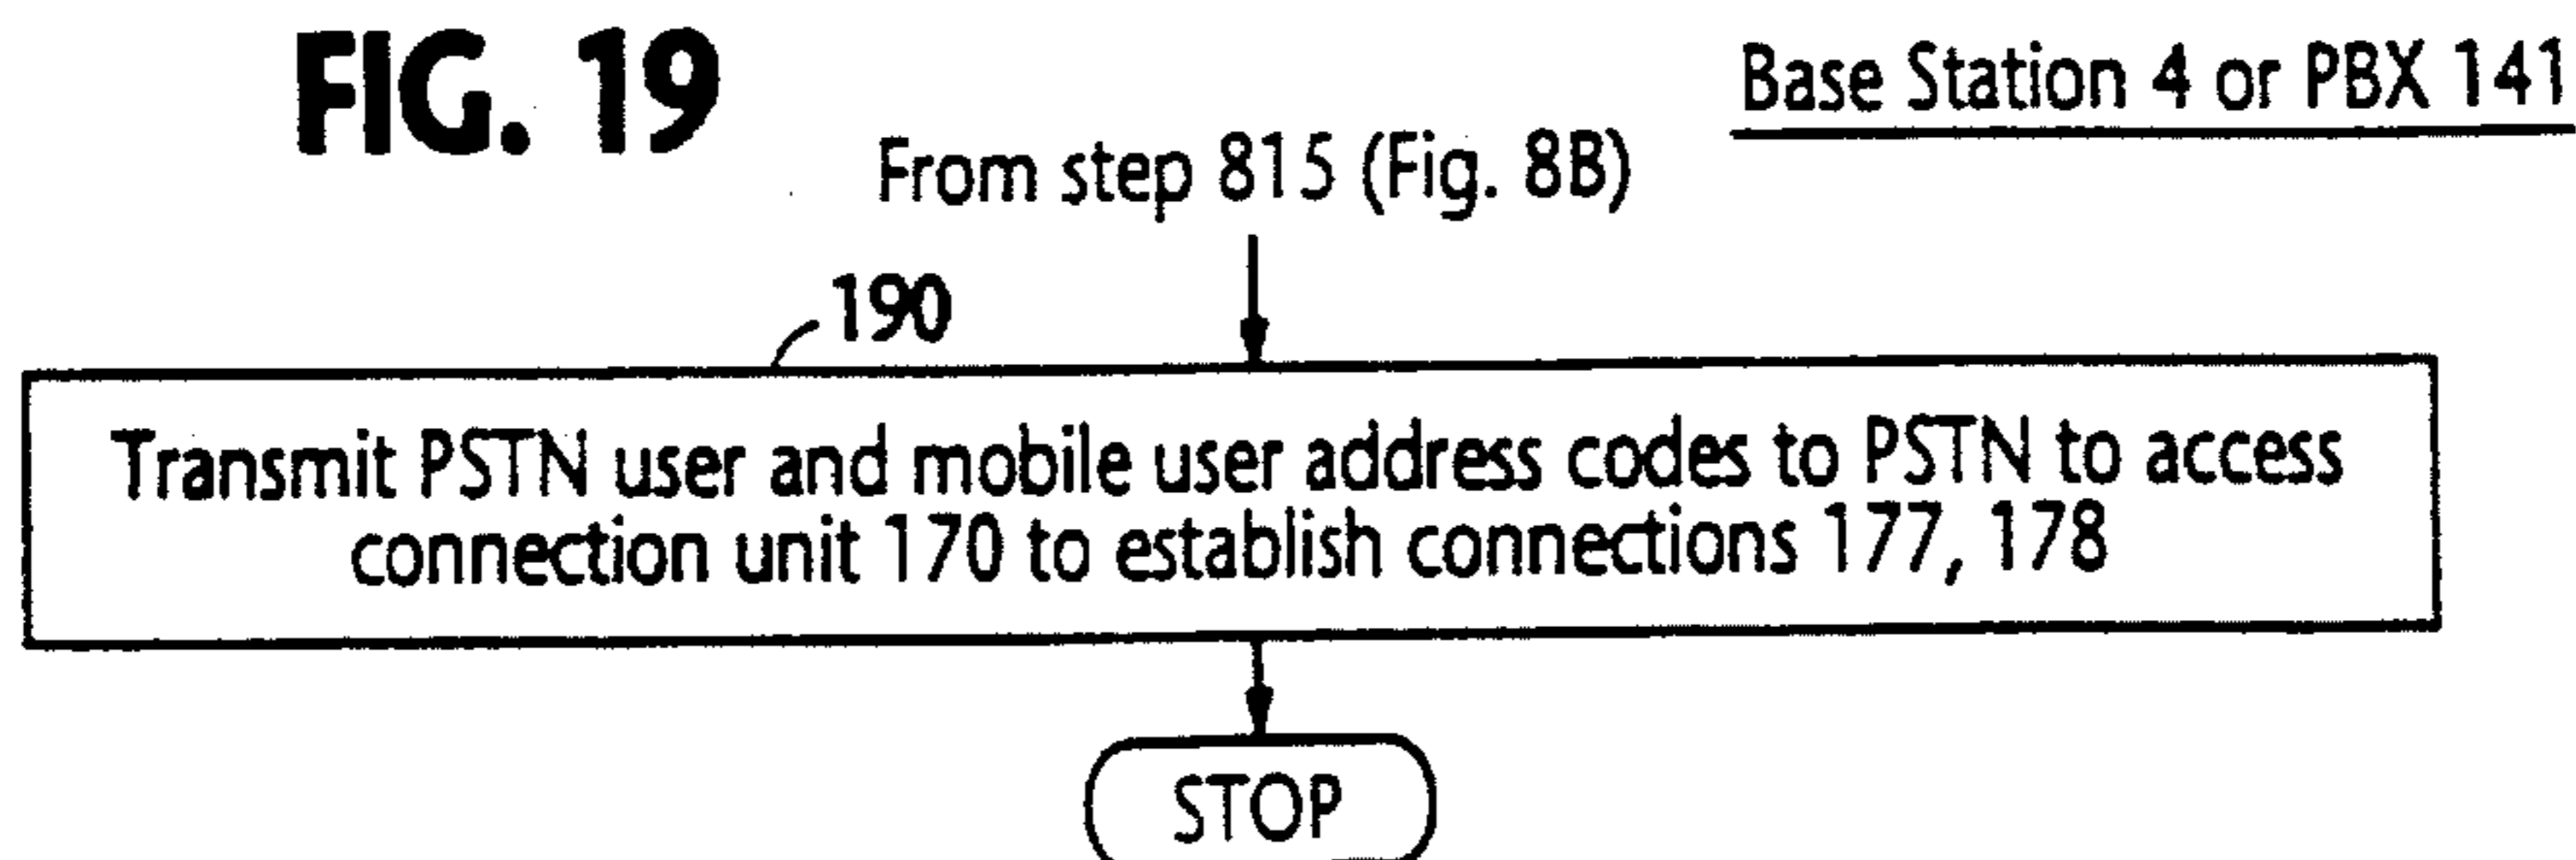 FIG. 19
Base Station 4 or PBX 141
From step 815 (Fig. 8B)
190
Transmit PSTN user and mobile user address codes to PSTN to access
connection unit 170 to establish connections 177, 178
STOP